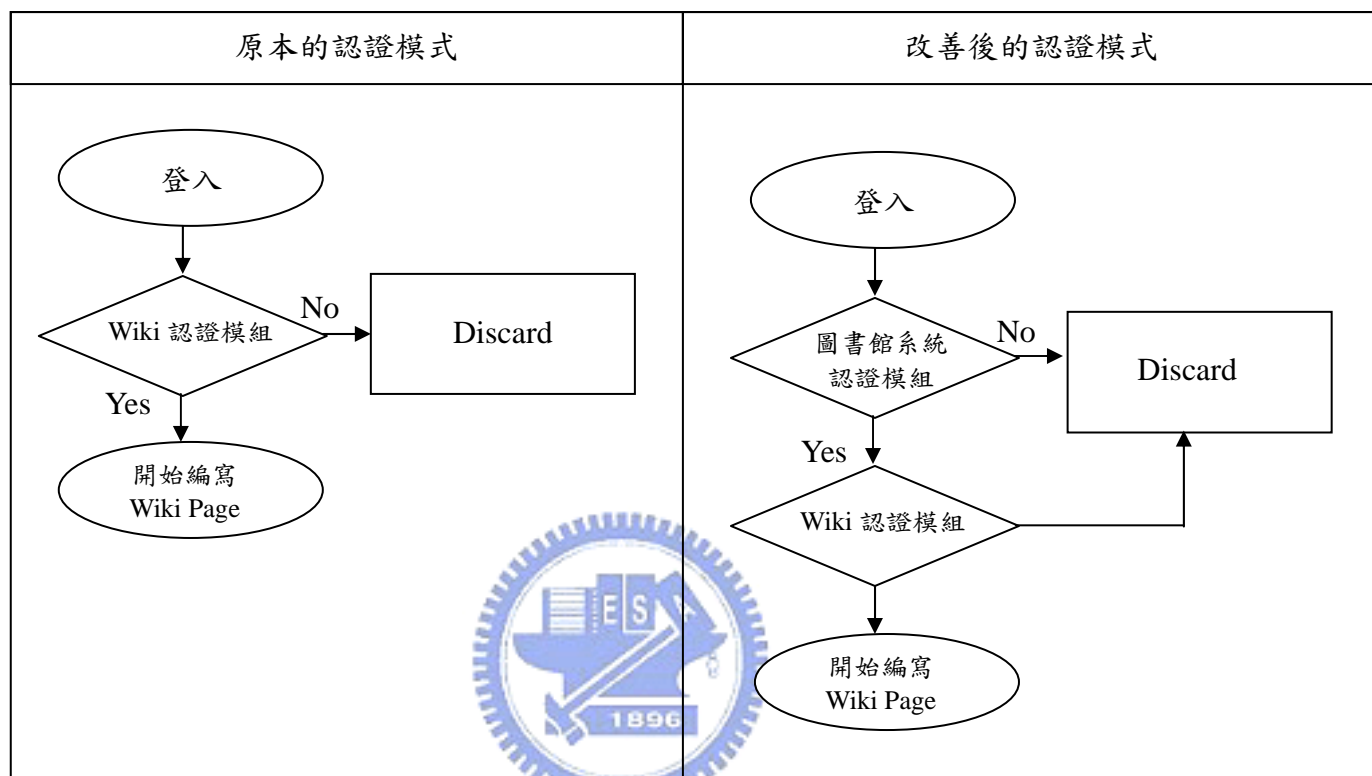 原本的認證模式
改善後的認證模式
登入
Wiki 認證模組
No
Discard
Yes
開始編寫
Wiki Page
登入
圖書館系統
認證模組
No
Discard
Yes
Wiki 認證模組
開始編寫
Wiki Page
E S
1896